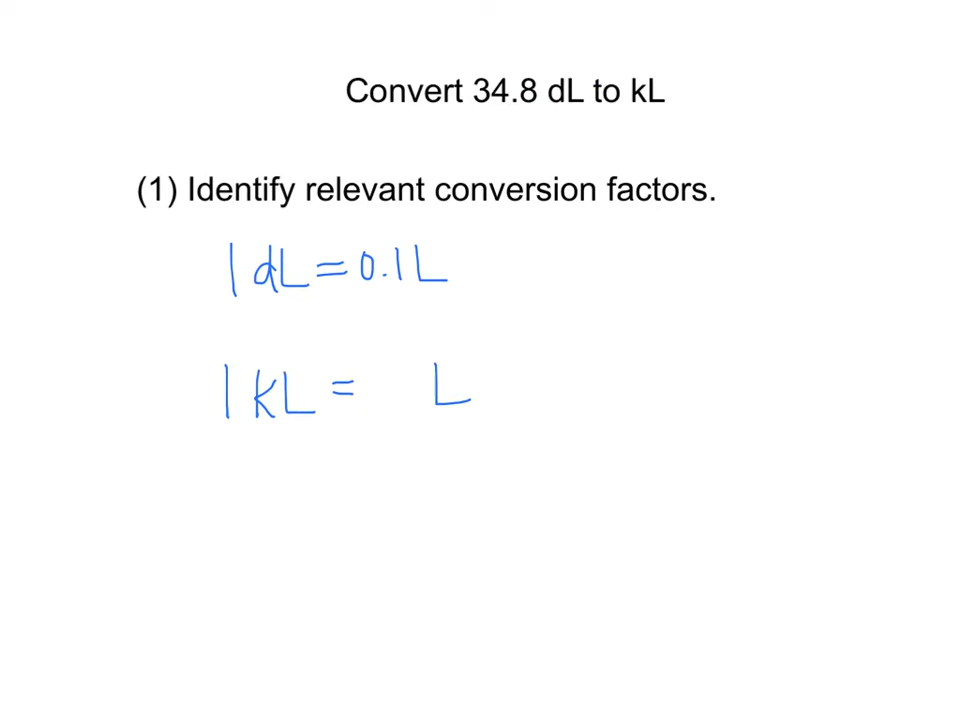 Convert 34.8 dL to kL
(1) Identify relevant conversion factors.
1 dL = 0.1 L
1 kL = L